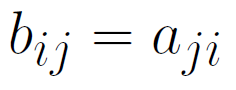 b_{ij} = a_{ji}